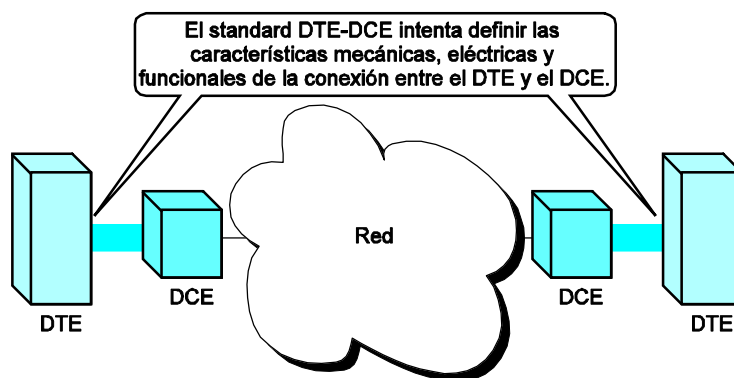 El standard DTE-DCE intenta definir las
características mecánicas, eléctricas y
funcionales de la conexión entre el DTE y el DCE.
Red
DTE
DCE
DCE
DTE